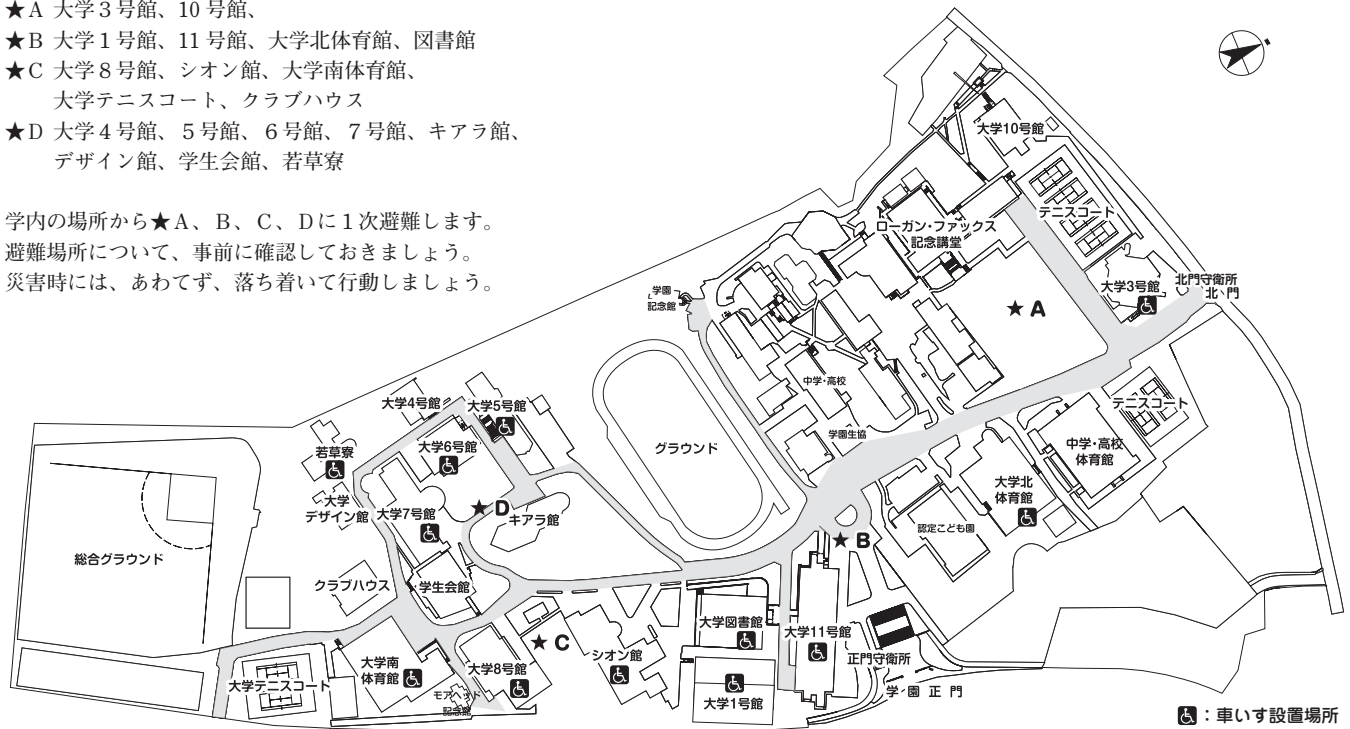 ★A 大学３号館、10 号館、
★B 大学１号館、11 号館、大学北体育館、図書館
★C 大学８号館、シオン館、大学南体育館、
大学テニスコート、クラブハウス
★D 大学４号館、５号館、６号館、７号館、キアラ館、
デザイン館、学生会館、若草寮
学内の場所から★A、B、C、Dに１次避難します。
避難場所について、事前に確認しておきましょう。
災害時には、あわてず、落ち着いて行動しましょう。
大学10号館
テニスコート
ローガン・ファックス
記念講堂
大学3号館
北門守衛所
北 門
学園
記念館
★A
中学・高校
テニスコート
大学4号館
大学5号館
学園生協
中学・高校
体育館
グラウンド
若草寮
大学6号館
大学北
体育館
大学
デザイン館
大学7号館
★D
キアラ館
認定こども園
★B
総合グラウンド
クラブハウス
学生会館
大学図書館
大学11号館
★C
シオン館
正門守衛所
大学南
体育館
大学8号館
大学テニスコート
モアヘッド
記念館
大学1号館
学 園 正 門
：車いす設置場所